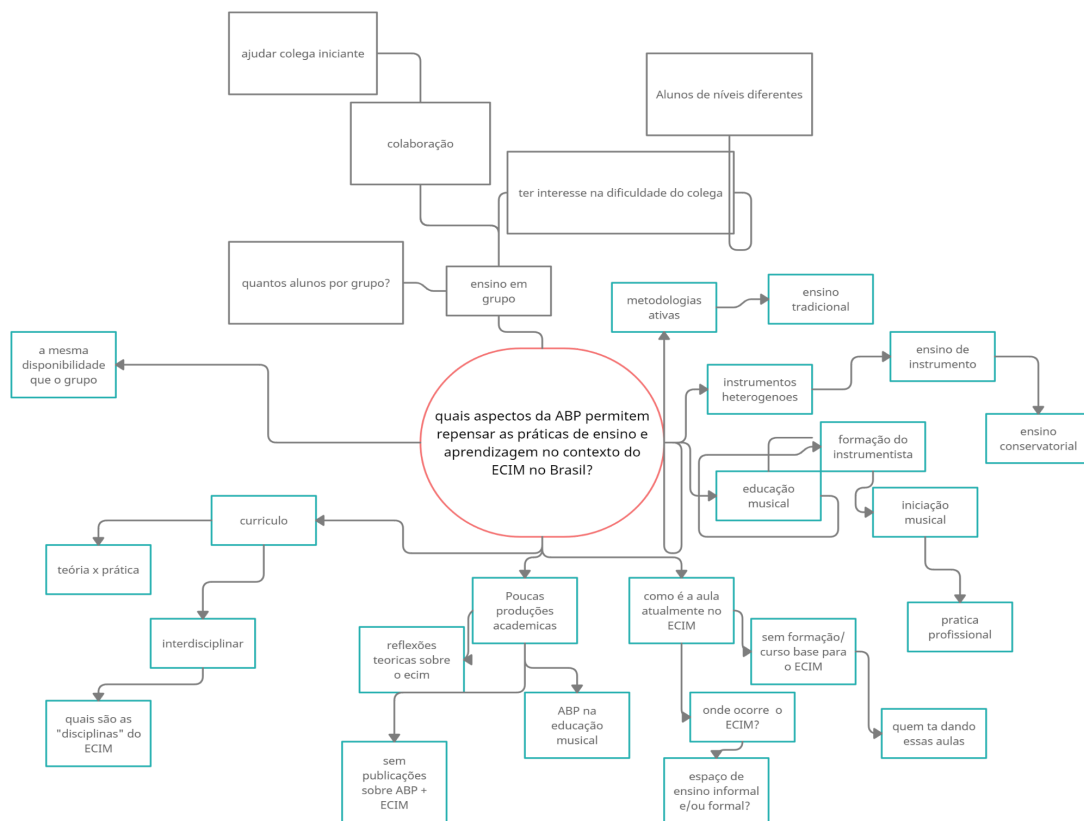 ajudar colega iniciante
Alunos de níveis diferentes
colaboração
ter interesse na dificuldade do colega
quantos alunos por grupo?
ensino em
grupo
metodologias
ativas
ensino
tradicional
a mesma
disponibilidade
que o grupo
ensino de
instrumento
instrumentos
heterogenoes
quais aspectos da ABP permitem
repensar as práticas de ensino e
aprendizagem no contexto do
ECIM no Brasil?
ensino
conservatorial
formação do
instrumentista
educação
musical
iniciação
musical
curriculo
teória x prática
Poucas
produções
academicas
como é a aula
atualmente no
ECIM
pratica
profissional
interdisciplinar
reflexões
teoricas sobre
o ecim
sem formação/
curso base para
o ECIM
quais são as
"disciplinas" do
ECIM
ABP na
educação
musical
onde ocorre o
ECIM?
quem ta dando
essas aulas
sem
publicações
sobre ABP +
ECIM
espaço de
ensino informal
e/ou formal?